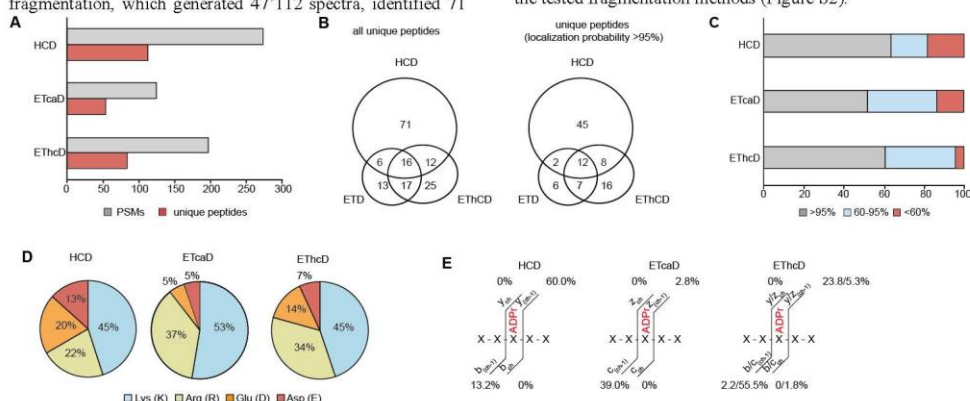 fragmentation, which generated 47'112 spectra, identified 71
the tested fragmentation methods (Figure S2).
A
HCD
ETcaD
EThcD
0 50 100 150 200 250 300
PSMs unique peptides
B
all unique peptides
HCD
71
6 16 12
13 17 25
ETD EThCD
unique peptides
(localization probability >95%)
HCD
45
2 12 8
6 7 16
ETD EThCD
C
HCD
ETcaD
EThcD
0 20 40 60 80 100
>95% 60-95% <60%
D
HCD
13%
20% 45%
22%
ETcaD
5% 5%
37% 53%
EThcD
7%
14% 45%
34%
Lys (K) Arg (R) Glu (D) Asp (E)
E
HCD
0% 60.0%
ADPr
X - X - X - X - X
13.2% 0%
ETcaD
0% 2.8%
ADPr
X - X - X - X - X
39.0% 0%
EThcD
0% 23.8/5.3%
ADPr
X - X - X - X - X
2.2/55.5% 0/1.8%